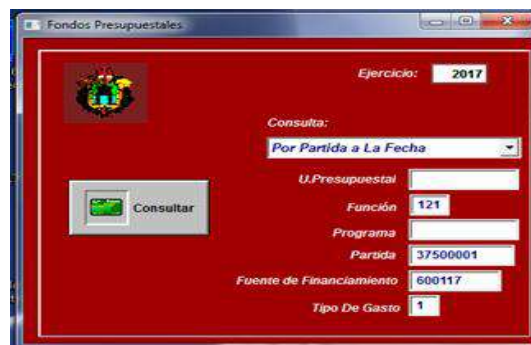 Fondos Presupuestales
Ejercicio: 2017
Consulta:
Por Partida a La Fecha
U.Presupuestal
Consultar
Función 121
Programa
Partida 37500001
Fuente de Financiamiento 600117
Tipo De Gasto 1